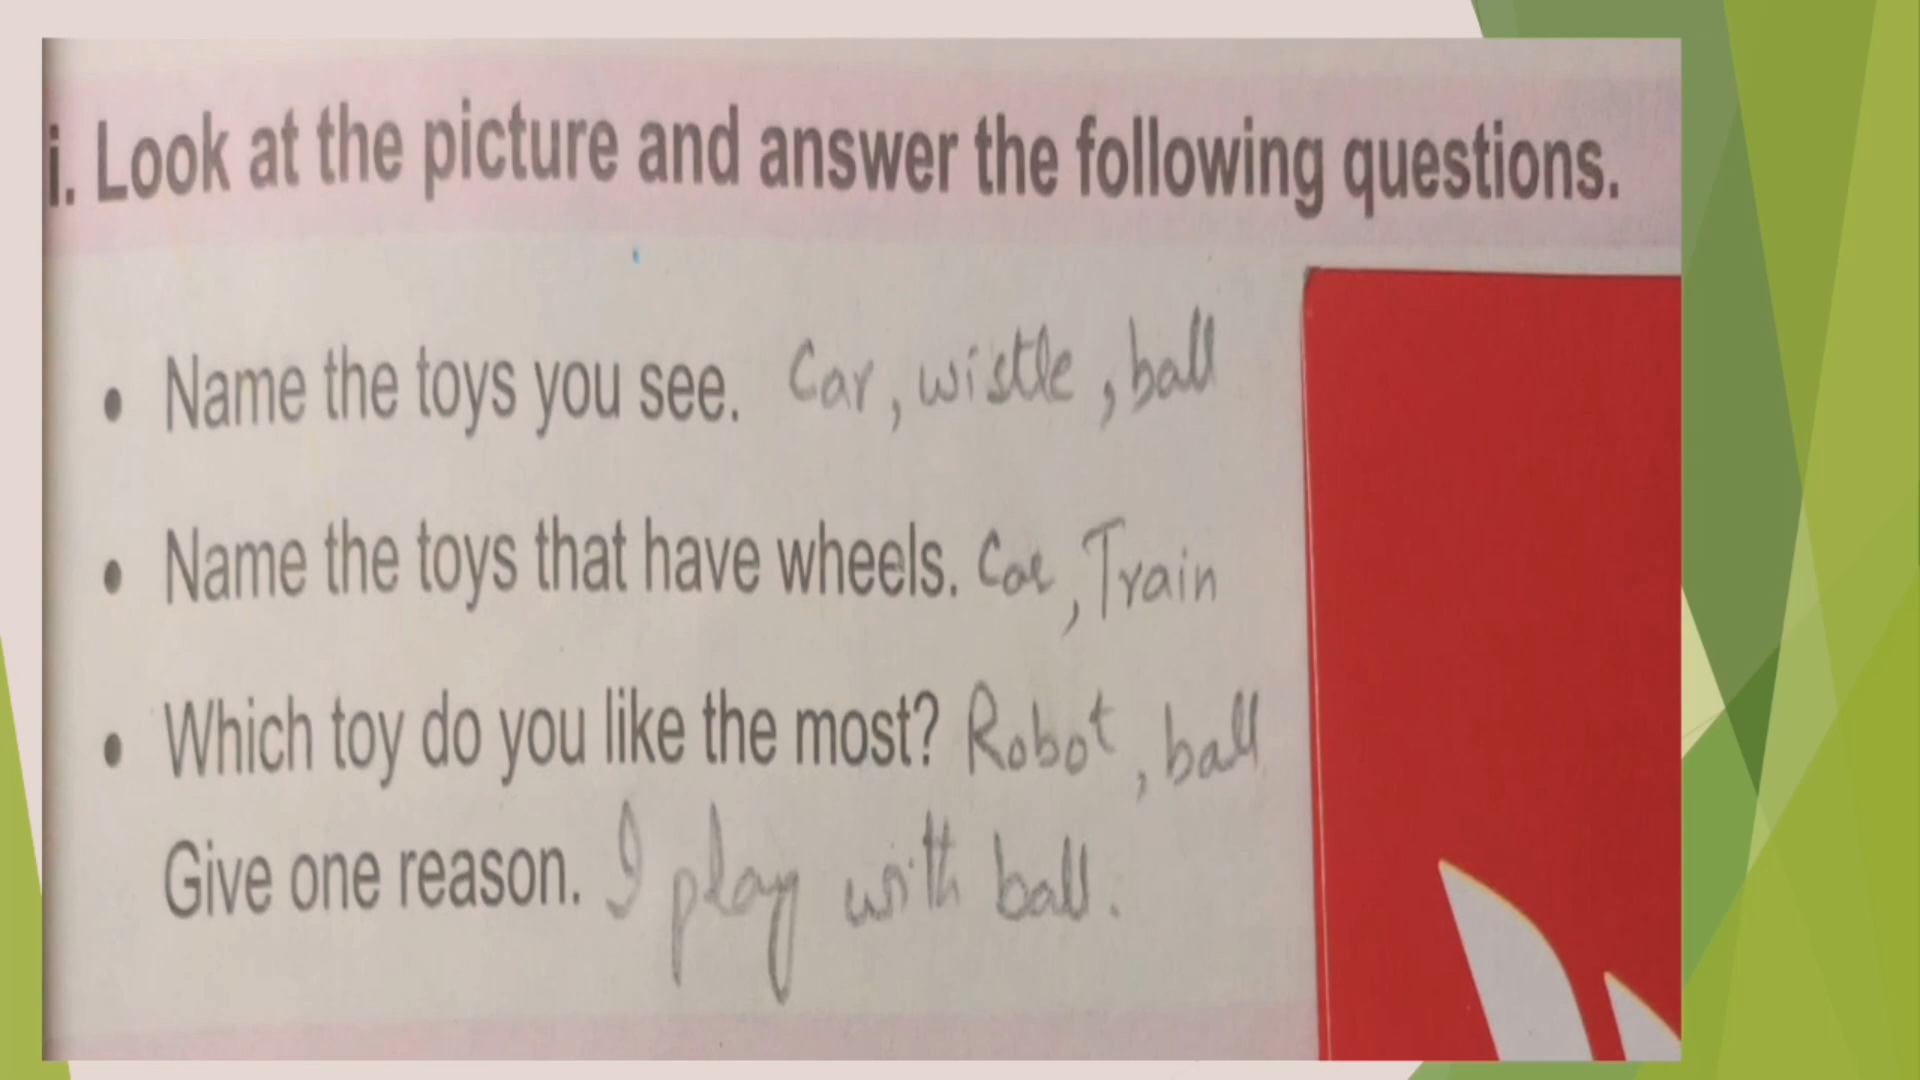 i. Look at the picture and answer the following questions.
• Name the toys you see. Car, wistle, ball
• Name the toys that have wheels. Car, Train
• Which toy do you like the most? Robot, ball
Give one reason. I play with ball.